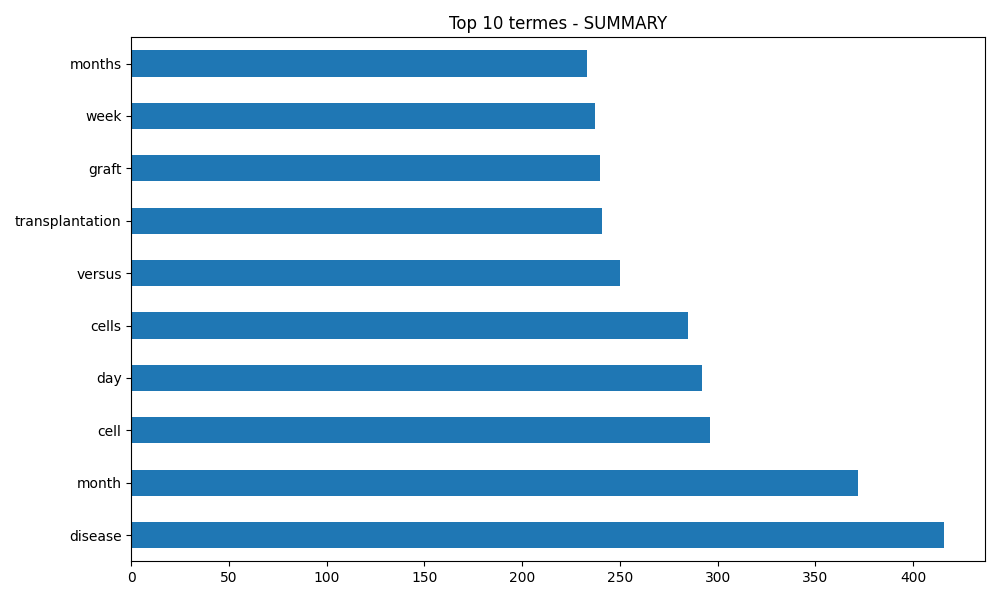 Top 10 termes - SUMMARY
months
week
graft
transplantation
versus
cells
day
cell
month
disease
0 50 100 150 200 250 300 350 400